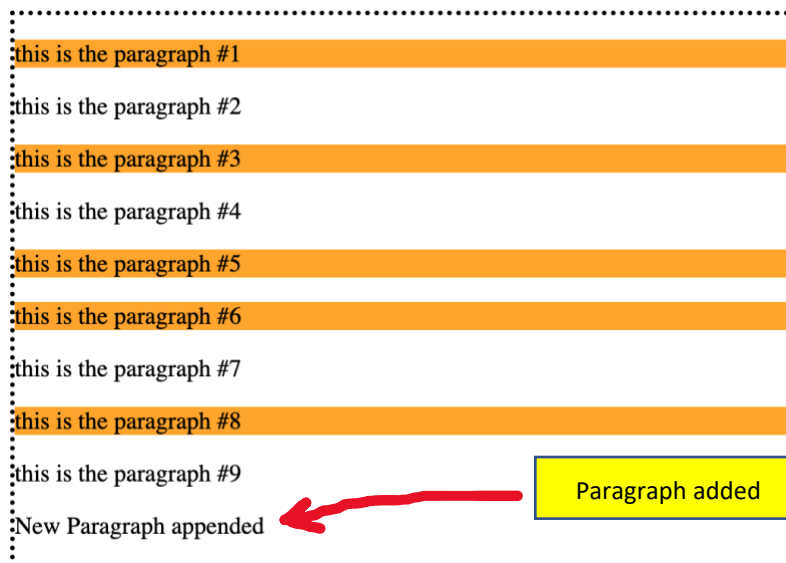 this is the paragraph #1
this is the paragraph #2
this is the paragraph #3
this is the paragraph #4
this is the paragraph #5
this is the paragraph #6
this is the paragraph #7
this is the paragraph #8
this is the paragraph #9
Paragraph added
New Paragraph appended